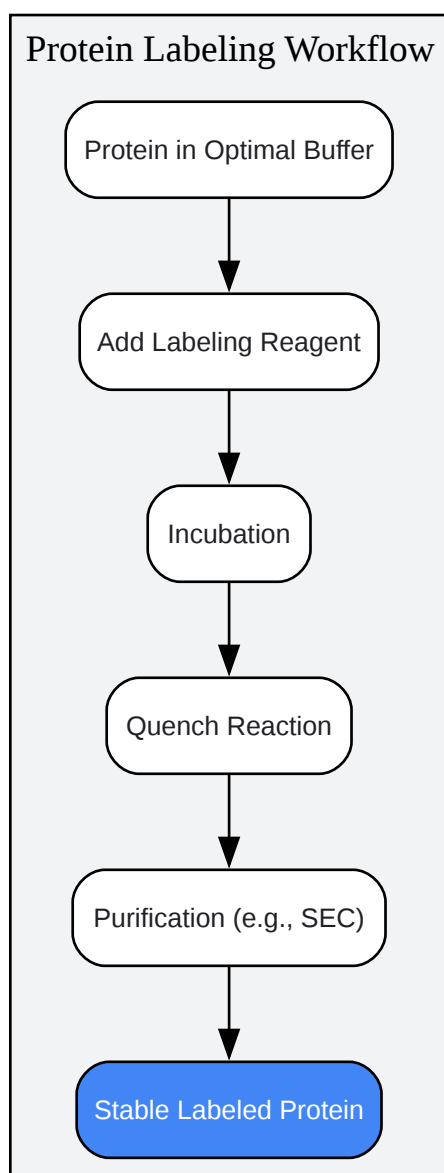 Protein Labeling Workflow
Protein in Optimal Buffer
Add Labeling Reagent
Incubation
Quench Reaction
Purification (e.g., SEC)
Stable Labeled Protein